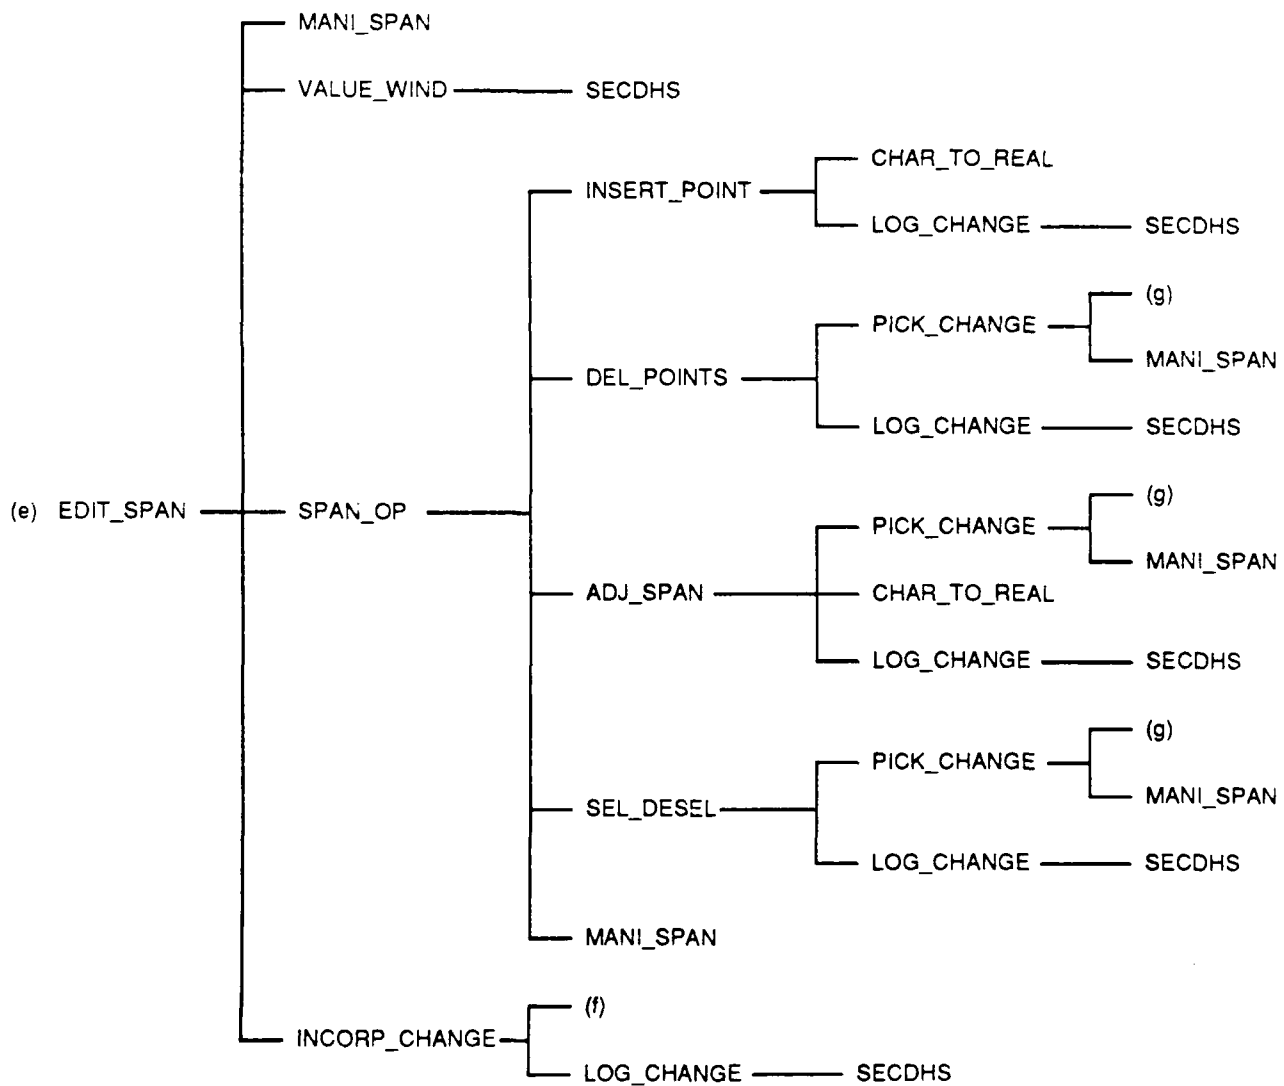 MANI_SPAN
VALUE_WIND SECDHS
CHAR_TO_REAL
INSERT_POINT
LOG_CHANGE SECDHS
(g)
PICK_CHANGE
MANI_SPAN
DEL_POINTS
LOG_CHANGE SECDHS
(g)
(e) EDIT_SPAN SPAN_OP
PICK_CHANGE
MANI_SPAN
ADJ_SPAN CHAR_TO_REAL
LOG_CHANGE SECDHS
(g)
PICK_CHANGE
MANI_SPAN
SEL_DESEL
LOG_CHANGE SECDHS
MANI_SPAN
(f)
INCORP_CHANGE
LOG_CHANGE SECDHS